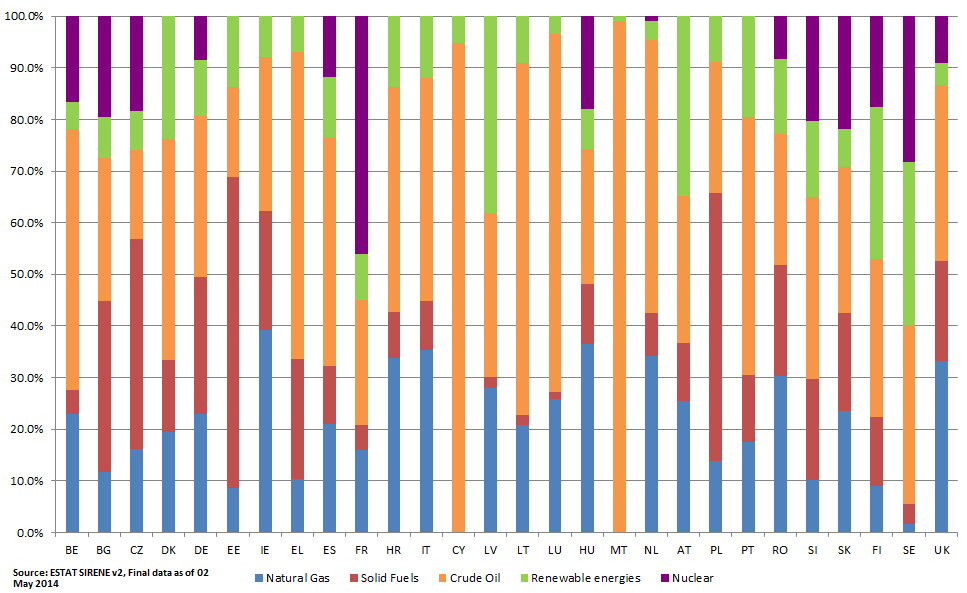 100.0%
90.0%
80.0%
70.0%
60.0%
50.0%
40.0%
30.0%
20.0%
10.0%
0.0%
BE BG CZ DK DE EE IE EL ES FR HR IT CY LV LT LU HU MT NL AT PL PT RO SI SK FI SE UK
Source: ESTAT SIRENE v2, Final data as of 02
May 2014
Natural Gas Solid Fuels Crude Oil Renewable energies Nuclear